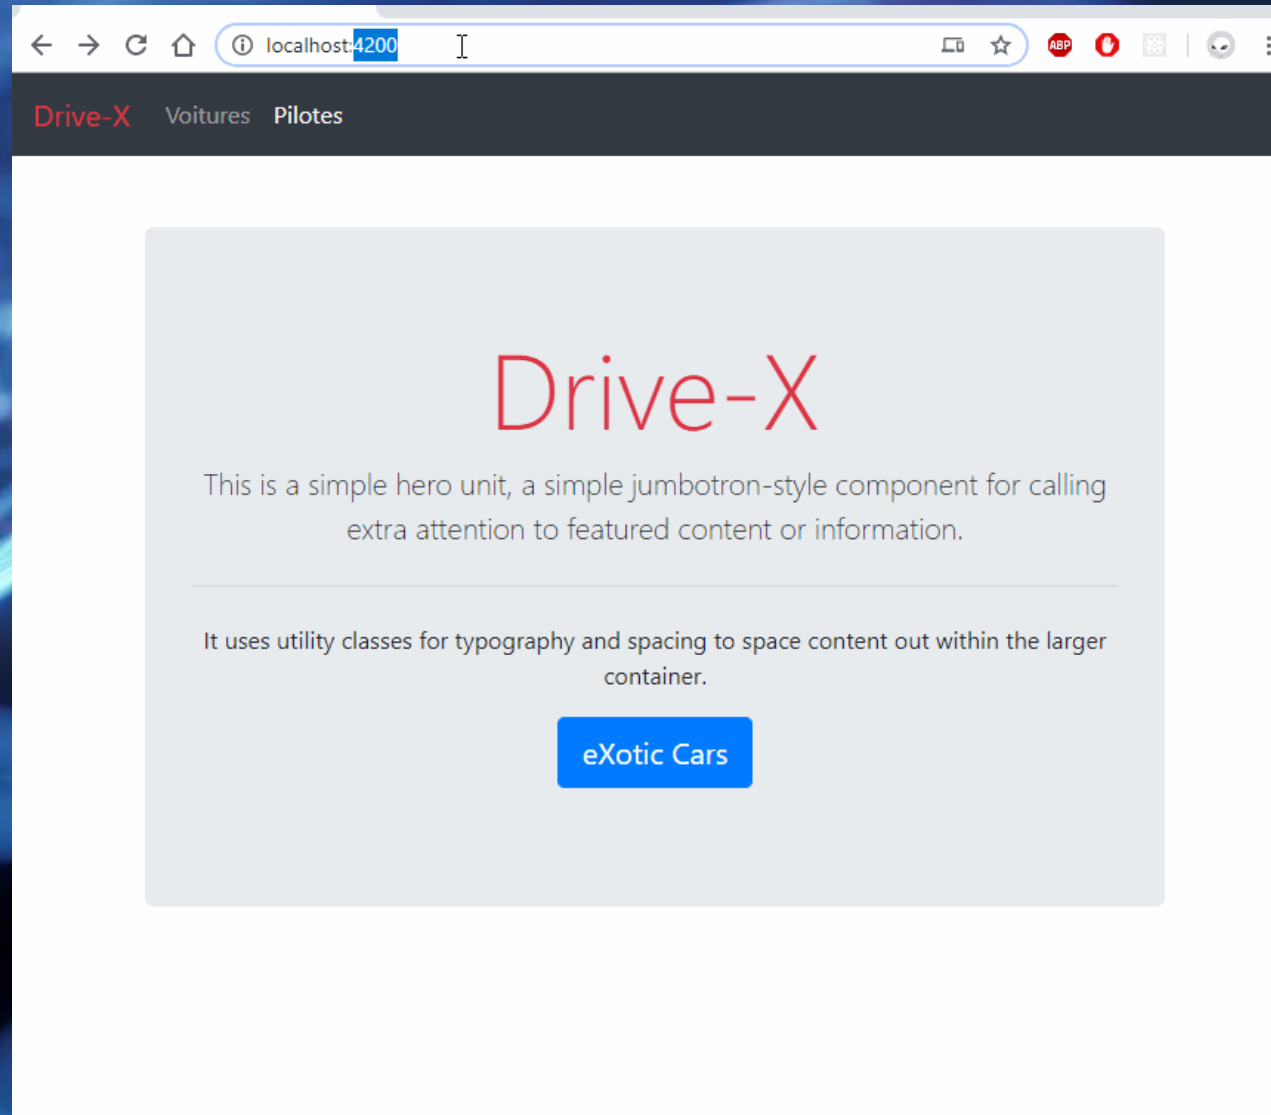 localhost:4200
ABP
Drive-X Voitures Pilotes
Drive-X
This is a simple hero unit, a simple jumbotron-style component for calling
extra attention to featured content or information.
It uses utility classes for typography and spacing to space content out within the larger
container.
eXotic Cars